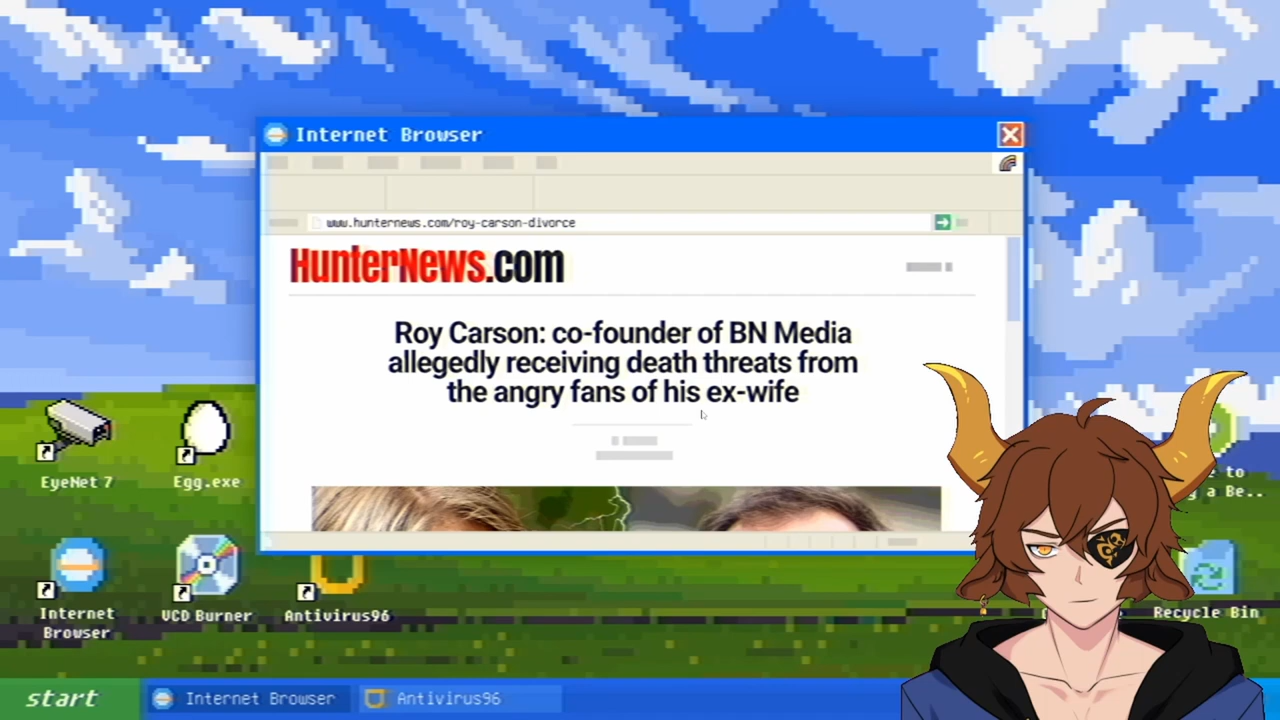 Internet Browser
www.hunternews.com/roy-carson-divorce
HunterNews.com
Roy Carson: co-founder of BN Media
allegedly receiving death threats from
the angry fans of his ex-wife
EyeNet 7
Egg.exe
Internet
Browser
VCD Burner
Antivirus96
to
a Be..
Recycle Bin
start
Internet Browser
Antivirus96